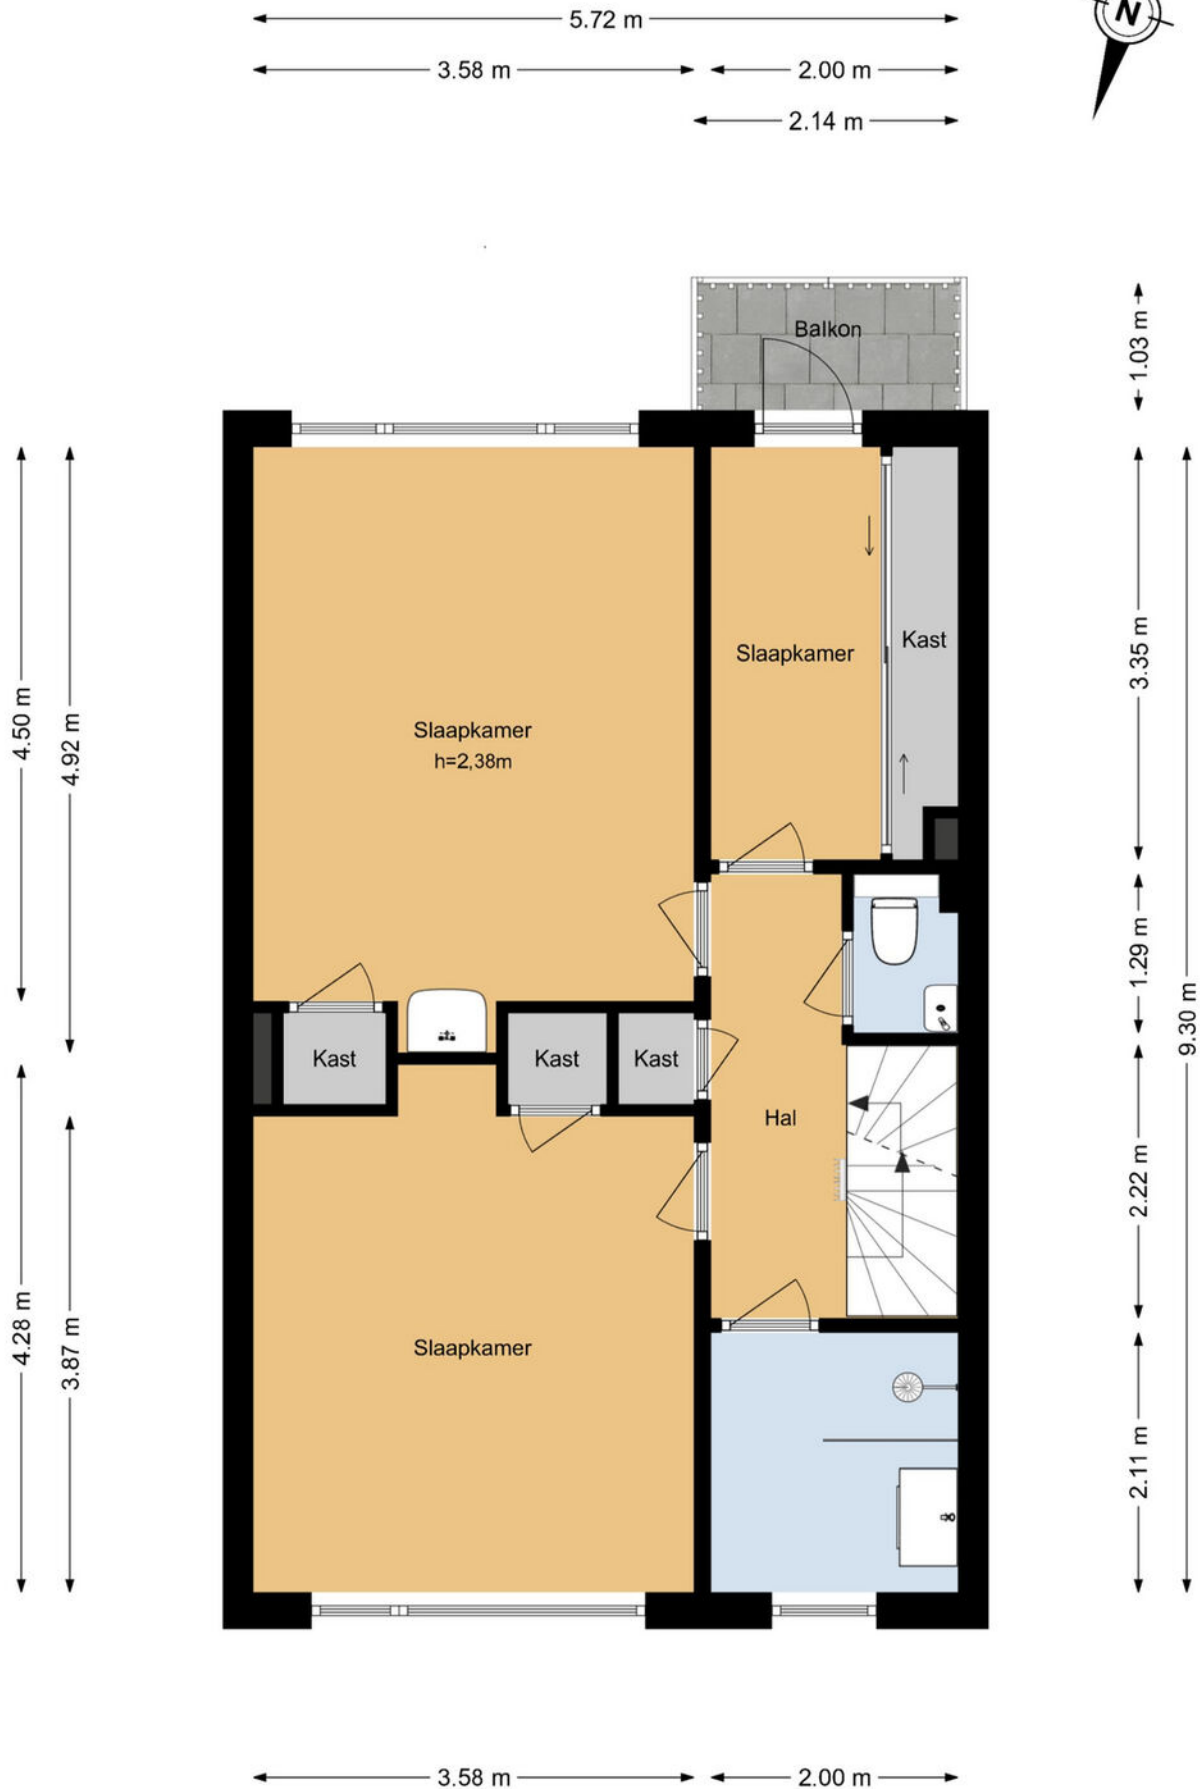 5.72 m
N
3.58 m
2.00 m
2.14 m
Balkon
1.03 m
Slaapkamer
Kast
3.35 m
4.50 m
4.92 m
Slaapkamer
h=2,38m
1.29 m
9.30 m
Kast
Kast
Kast
Hal
2.22 m
4.28 m
3.87 m
Slaapkamer
2.11 m
3.58 m
2.00 m